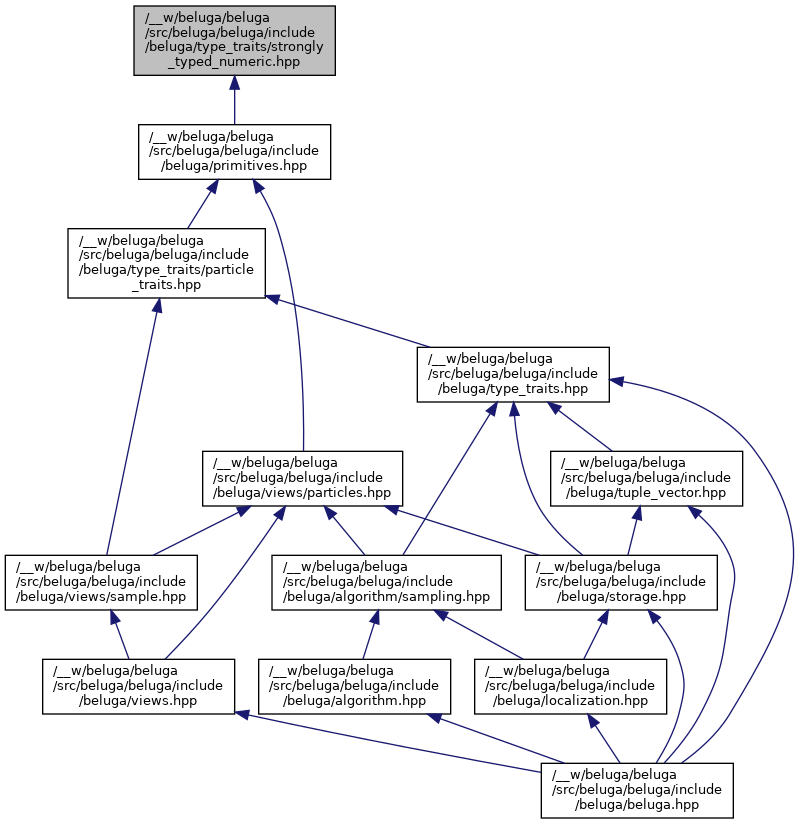 /__w/beluga/beluga
/src/beluga/beluga/include
/beluga/type_traits/strongly
_typed_numeric.hpp
/__w/beluga/beluga
/src/beluga/beluga/include
/beluga/primitives.hpp
/__w/beluga/beluga
/src/beluga/beluga/include
/beluga/type_traits/particle
_traits.hpp
/__w/beluga/beluga
/src/beluga/beluga/include
/beluga/type_traits.hpp
/__w/beluga/beluga
/src/beluga/beluga/include
/beluga/views/particles.hpp
/__w/beluga/beluga
/src/beluga/beluga/include
/beluga/tuple_vector.hpp
/__w/beluga/beluga
/src/beluga/beluga/include
/beluga/views/sample.hpp
/__w/beluga/beluga
/src/beluga/beluga/include
/beluga/algorithm/sampling.hpp
/__w/beluga/beluga
/src/beluga/beluga/include
/beluga/storage.hpp
/__w/beluga/beluga
/src/beluga/beluga/include
/beluga/views.hpp
/__w/beluga/beluga
/src/beluga/beluga/include
/beluga/algorithm.hpp
/__w/beluga/beluga
/src/beluga/beluga/include
/beluga/localization.hpp
/__w/beluga/beluga
/src/beluga/beluga/include
/beluga/beluga.hpp